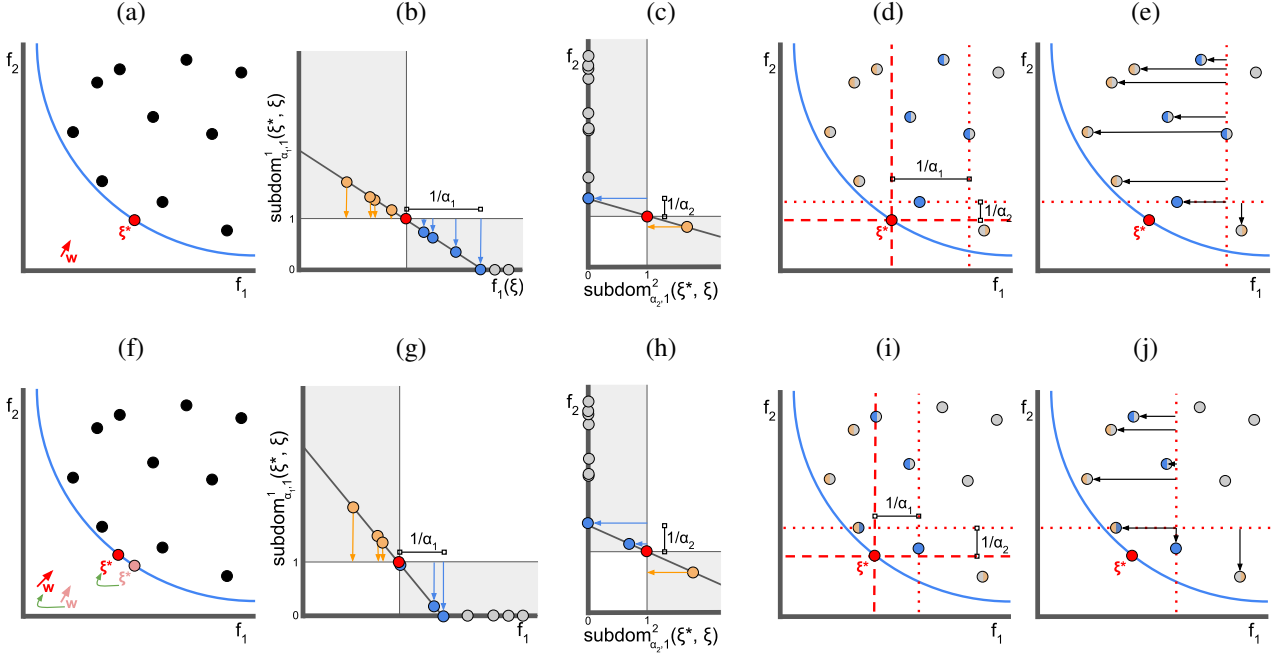 (a)
(b)
(c)
(d)
(e)
f₂
ξ*
w
f₁
subdom¹α₁,₁(ξ*, ξ)
1/α₁
1
0
f₁(ξ)
f₂
1/α₂
0
1
subdom²α₂,₁(ξ*, ξ)
f₂
1/α₁
1/α₂
ξ*
f₁
f₂
ξ*
f₁
(f)
(g)
(h)
(i)
(j)
f₂
ξ*
ξ*
w
w
f₁
subdom¹α₁,₁(ξ*, ξ)
1/α₁
1
0
f₁
f₂
1/α₂
0
1
subdom²α₂,₁(ξ*, ξ)
f₂
1/α₁
1/α₂
ξ*
f₁
f₂
ξ*
f₁